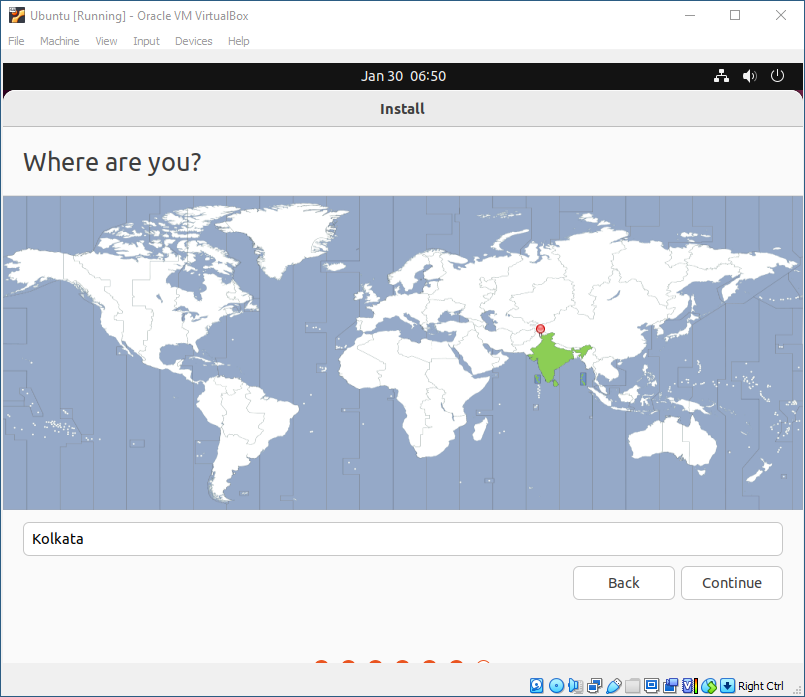 Ubuntu [Running] - Oracle VM VirtualBox
File Machine View Input Devices Help
Jan 30 06:50
Install
Where are you?
Kolkata
Back Continue
Right Ctrl